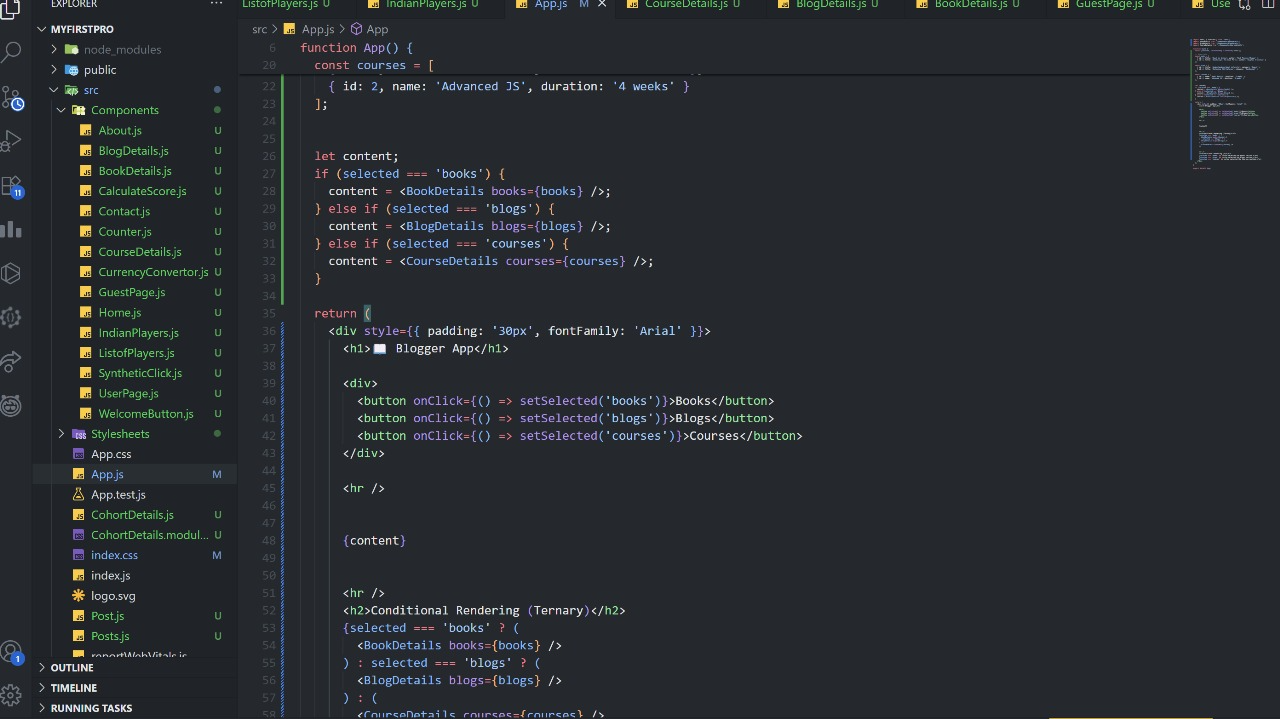 EXPLORER
ListofPlayers.js U
IndianPlayers.js U
App.js M
CourseDetails.js U
BlogDetails.js U
BookDetails.js U
GuestPage.js U
Use
MYFIRSTPRO
node_modules
public
src
Components
About.js U
BlogDetails.js U
BookDetails.js U
CalculateScore.js U
Contact.js U
Counter.js U
CourseDetails.js U
CurrencyConvertor.js U
GuestPage.js U
Home.js U
IndianPlayers.js U
ListofPlayers.js U
SyntheticClick.js U
UserPage.js U
WelcomeButton.js U
Stylesheets
App.css
App.js M
App.test.js
CohortDetails.js U
CohortDetails.modul... U
index.css M
index.js
logo.svg
Post.js U
Posts.js U
reportWebVitals.js
OUTLINE
TIMELINE
RUNNING TASKS
11
1
src > App.js > App
6 function App() {
20 const courses = [
22 { id: 2, name: 'Advanced JS', duration: '4 weeks' }
23 ];
24
25
26 let content;
27 if (selected === 'books') {
28 content = <BookDetails books={books} />;
29 } else if (selected === 'blogs') {
30 content = <BlogDetails blogs={blogs} />;
31 } else if (selected === 'courses') {
32 content = <CourseDetails courses={courses} />;
33 }
34
35 return (
36 <div style={{ padding: '30px', fontFamily: 'Arial' }}>
37 <h1>📖 Blogger App</h1>
38
39 <div>
40 <button onClick={() => setSelected('books')}>Books</button>
41 <button onClick={() => setSelected('blogs')}>Blogs</button>
42 <button onClick={() => setSelected('courses')}>Courses</button>
43 </div>
44
45 <hr />
46
47
48 {content}
49
50
51 <hr />
52 <h2>Conditional Rendering (Ternary)</h2>
53 {selected === 'books' ? (
54 <BookDetails books={books} />
55 ) : selected === 'blogs' ? (
56 <BlogDetails blogs={blogs} />
57 ) : (
58 <CourseDetails courses={courses} />